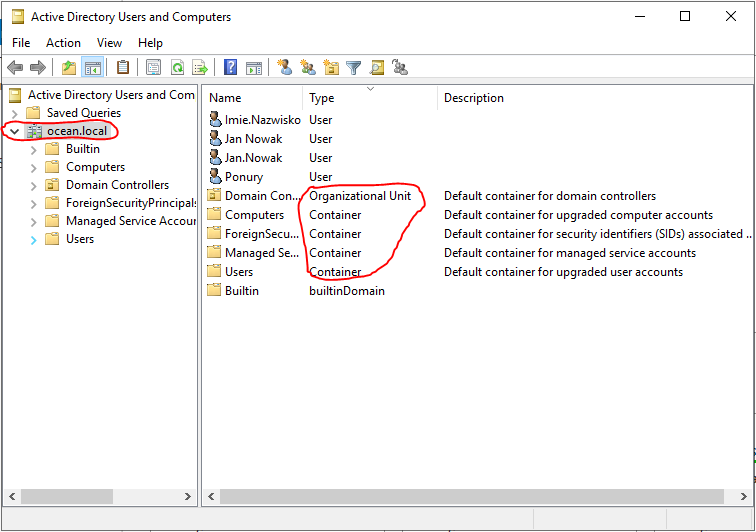 Active Directory Users and Computers
File Action View Help
Active Directory Users and Com
Saved Queries
ocean.local
Builtin
Computers
Domain Controllers
ForeignSecurityPrincipals
Managed Service Accou
Users
Name Type Description
Imie.Nazwisko User
Jan Nowak User
Jan.Nowak User
Ponury User
Domain Con... Organizational Unit Default container for domain controllers
Computers Container Default container for upgraded computer accounts
ForeignSecu... Container Default container for security identifiers (SIDs) associated ...
Managed Se... Container Default container for managed service accounts
Users Container Default container for upgraded user accounts
Builtin builtinDomain